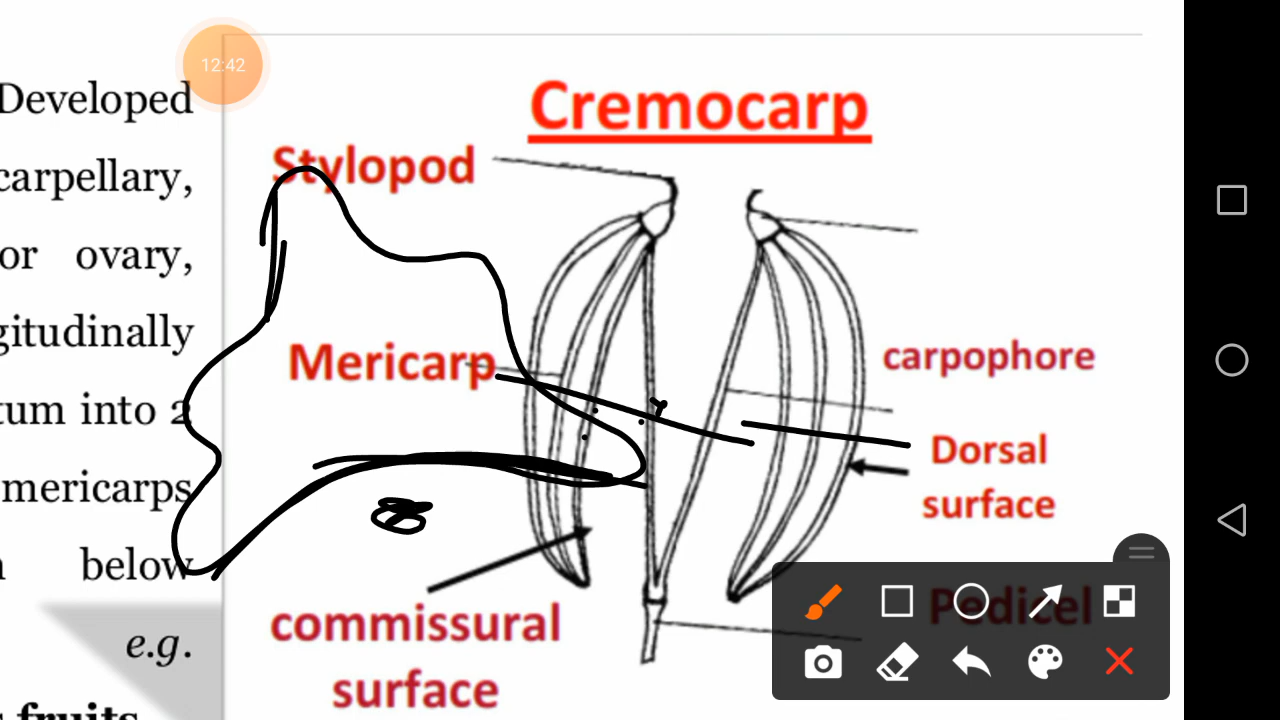 12:42
Developed
carpellary,
or ovary,
gitudinally
tum into 2
mericarps
below
e.g.
fruits
Cremocarp
Stylopod
Mericarp
carpophore
Dorsal
surface
Pedicel
commissural
surface